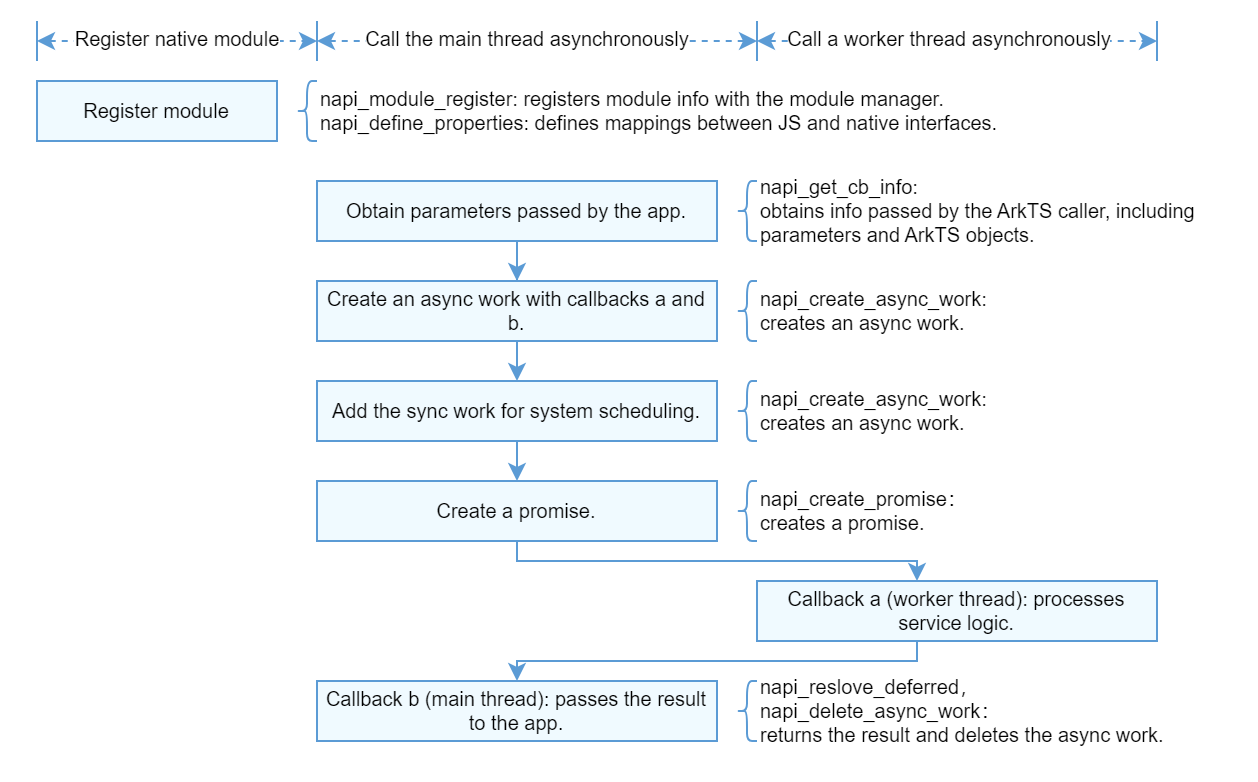 Register native module
Call the main thread asynchronously
Call a worker thread asynchronously
Register module
napi_module_register: registers module info with the module manager.
napi_define_properties: defines mappings between JS and native interfaces.
Obtain parameters passed by the app.
napi_get_cb_info:
obtains info passed by the ArkTS caller, including
parameters and ArkTS objects.
Create an async work with callbacks a and
b.
napi_create_async_work:
creates an async work.
Add the sync work for system scheduling.
napi_create_async_work:
creates an async work.
Create a promise.
napi_create_promise:
creates a promise.
Callback a (worker thread): processes
service logic.
Callback b (main thread): passes the result
to the app.
napi_reslove_deferred,
napi_delete_async_work:
returns the result and deletes the async work.